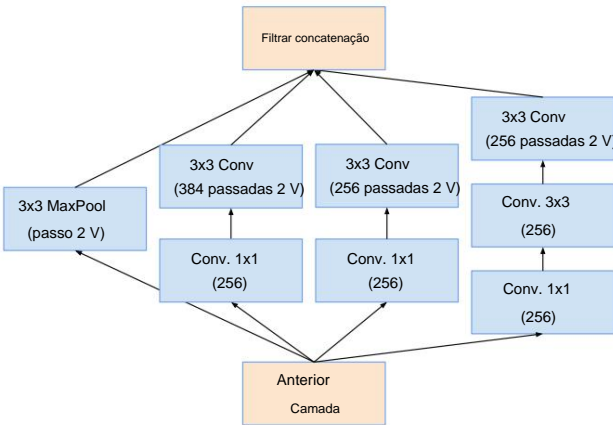 Filtrar concatenação
3x3 Conv
(256 passadas 2 V)
3x3 Conv
(384 passadas 2 V)
3x3 Conv
(256 passadas 2 V)
3x3 MaxPool
(passo 2 V)
Conv. 3x3
(256)
Conv. 1x1
(256)
Conv. 1x1
(256)
Conv. 1x1
(256)
Anterior
Camada